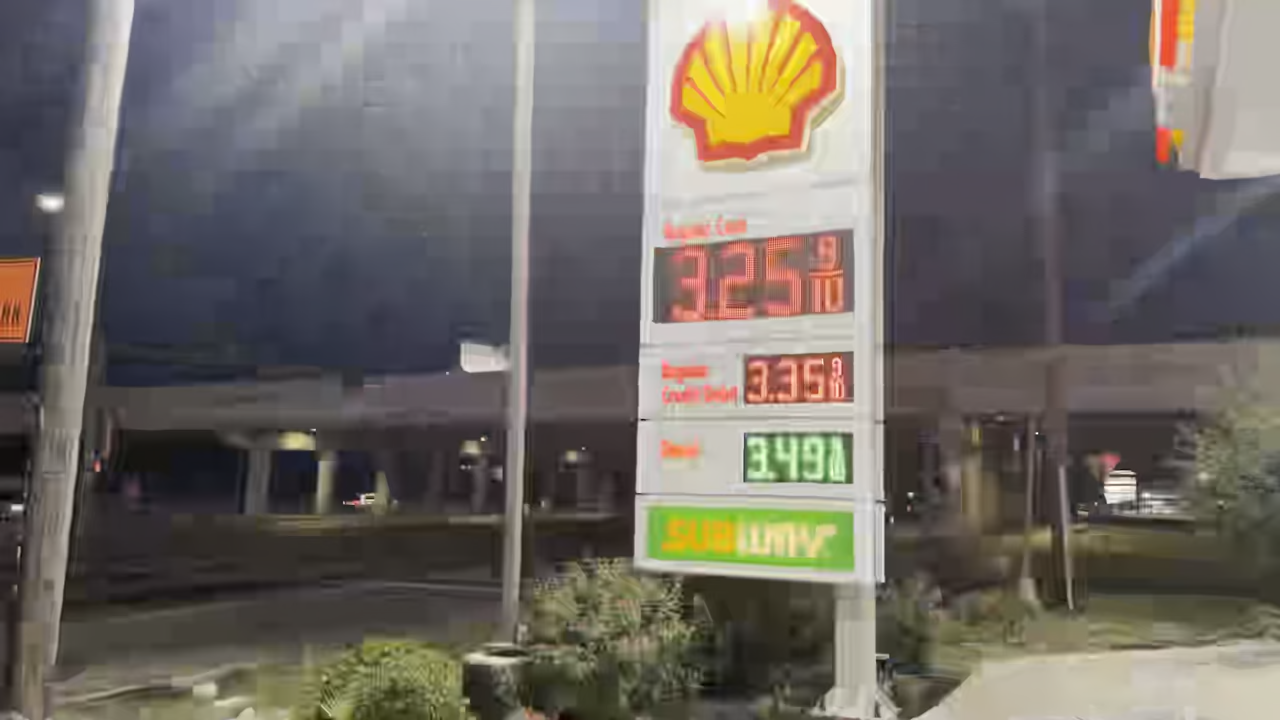 Regular Cash
3.25 9/10
Regular
Credit/Debit
3.35 9/10
Diesel
3.49 9/10
SUBWAY